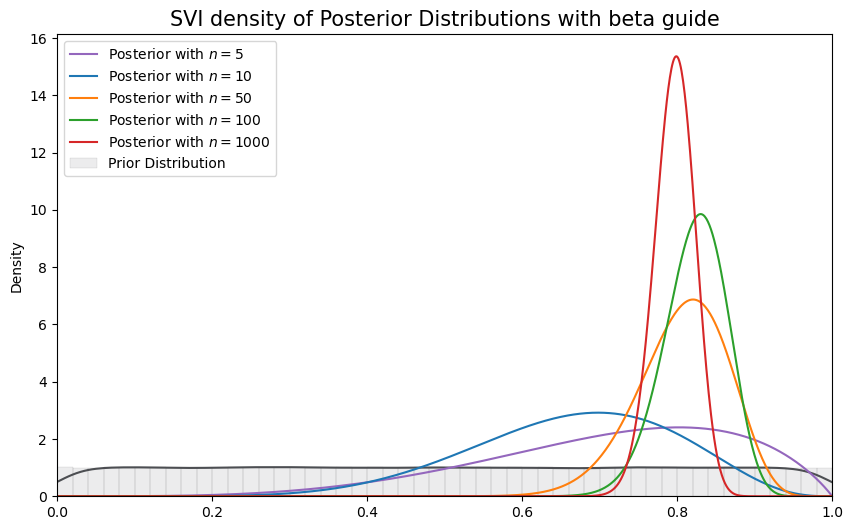 SVI density of Posterior Distributions with beta guide
16
14
12
10
8
6
4
2
0
Density
Posterior with n = 5
Posterior with n = 10
Posterior with n = 50
Posterior with n = 100
Posterior with n = 1000
Prior Distribution
0.0 0.2 0.4 0.6 0.8 1.0